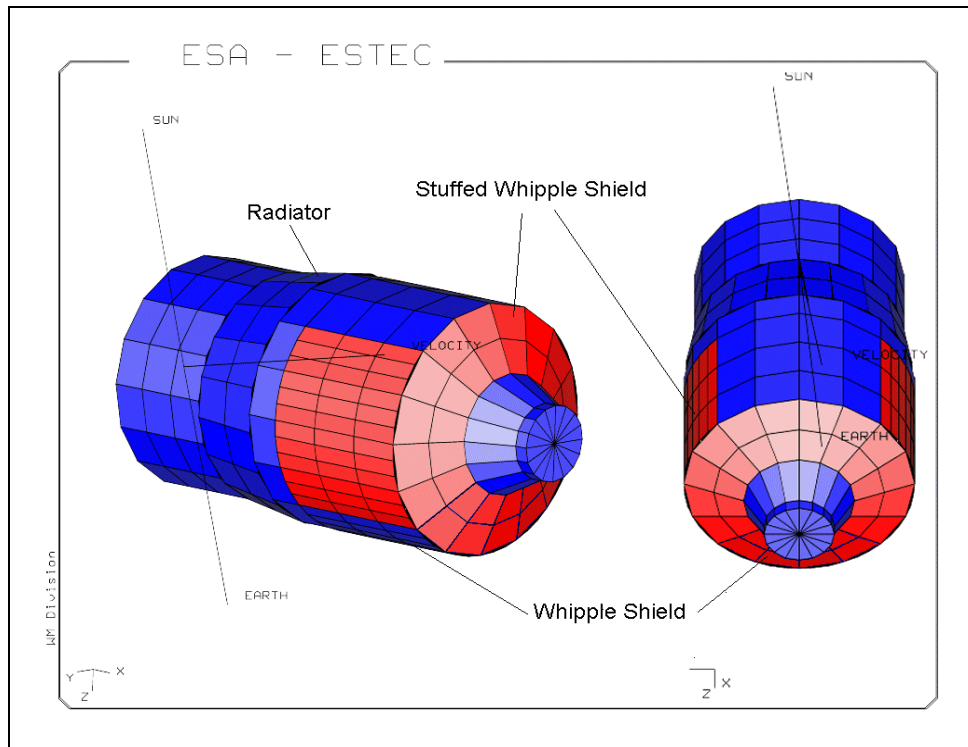 ESA - ESTEC
SUN
SUN
Stuffed Whipple Shield
Radiator
VELOCITY
VELOCITY
EARTH
EARTH
Whipple Shield
WM Division
Y X
Z
Z X